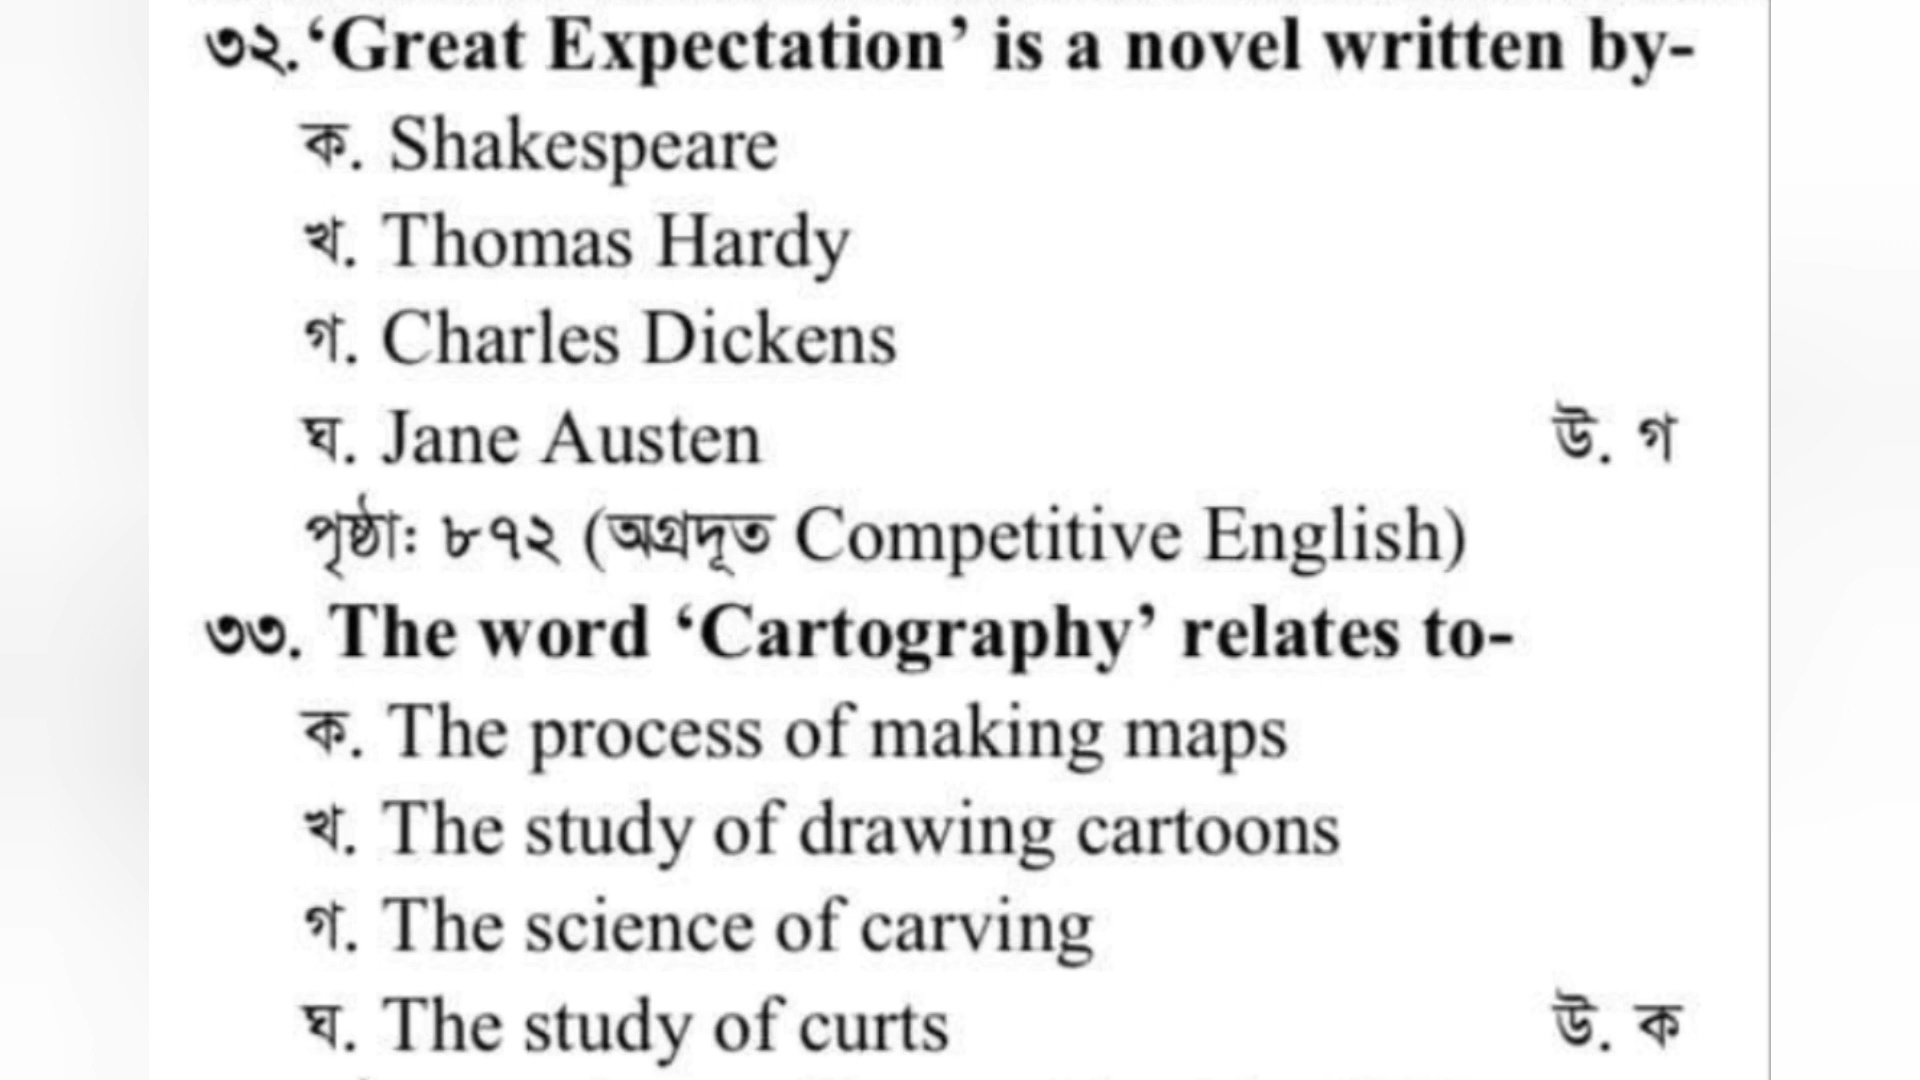 ৩২.‘Great Expectation’ is a novel written by-
ক. Shakespeare
খ. Thomas Hardy
গ. Charles Dickens
ঘ. Jane Austen উ. গ
পৃষ্ঠাঃ ৮৭২ (অগ্রদূত Competitive English)
৩৩. The word ‘Cartography’ relates to-
ক. The process of making maps
খ. The study of drawing cartoons
গ. The science of carving
ঘ. The study of curts উ. ক